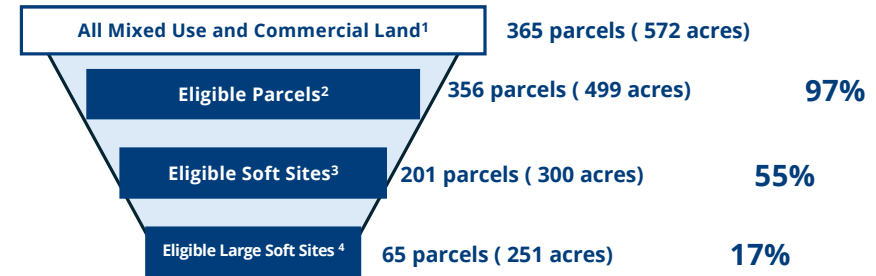 All Mixed Use and Commercial Land¹ 365 parcels ( 572 acres)
Eligible Parcels² 356 parcels ( 499 acres) 97%
Eligible Soft Sites³ 201 parcels ( 300 acres) 55%
Eligible Large Soft Sites ⁴ 65 parcels ( 251 acres) 17%